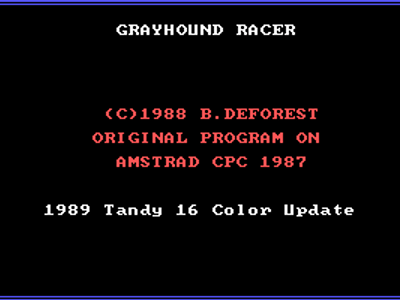 GRAYHOUND RACER
(C)1988 B.DEFOREST
ORIGINAL PROGRAM ON
AMSTRAD CPC 1987
1989 Tandy 16 Color Update